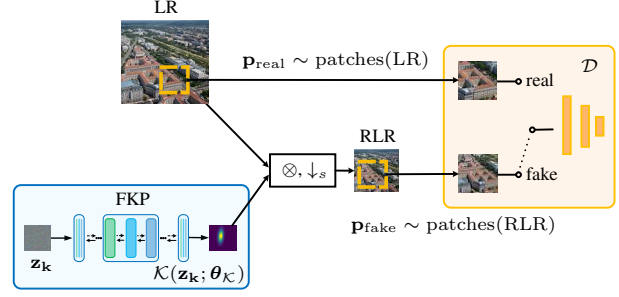 LR
𝐩_real ∼ patches(LR)
𝒟
real
RLR
⊗, ↓_s
fake
FKP
𝐩_fake ∼ patches(RLR)
𝐳_𝐤
𝒦(𝐳_𝐤; 𝜽_𝒦)